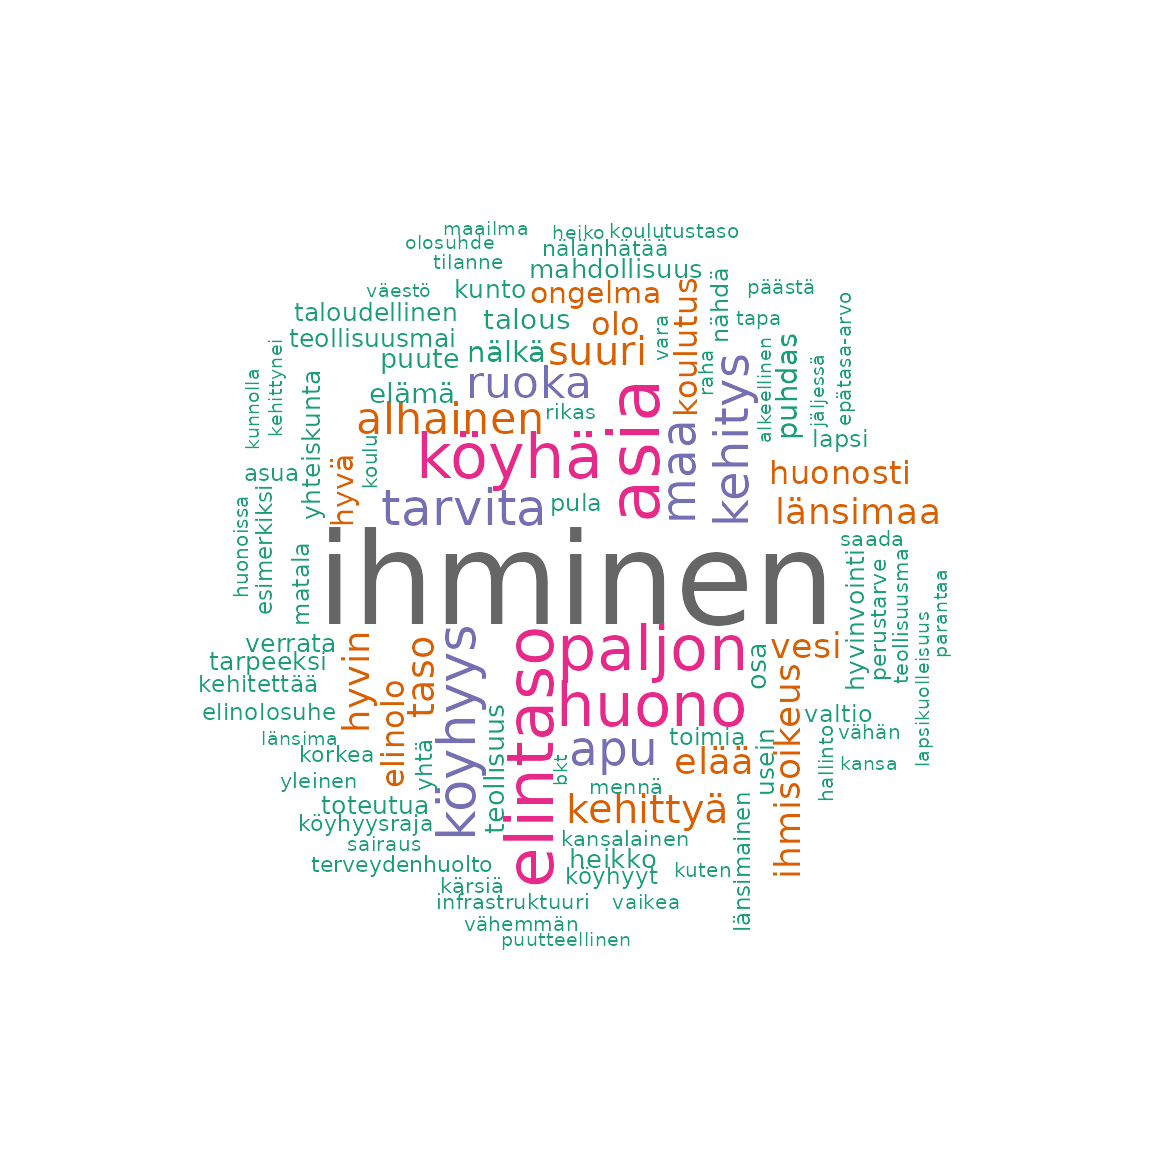 maailma
heiko
koulutustaso
olosuhde
nälänhätää
tilanne
mahdollisuus
väestö
kunto
ongelma
nähdä
päästä
taloudellinen
talous
olo
koulutus
tapa
epätasa-arvo
teollisuusmai
puute
nälkä
suuri
vara
raha
alkeellinen
puhdas
jäljessä
kehittynei
kunnolla
elämä
ruoka
rikas
asia
maa
kehitys
lapsi
alhainen
köyhä
koulu
yhteiskunta
hyvä
asua
huonosti
esimerkiksi
huonoissa
tarvita
pula
länsimaa
matala
ihminen
saada
hyvinvointi
perustarve
teollisuusma
parantaa
verrata
tarpeeksi
kehitettää
hyvin
taso
köyhyys
elintaso
paljon
osa
vesi
lapsikuolleisuus
elinolosuhe
elinolo
huono
ihmisoikeus
valtio
länsima
korkea
yhtä
teollisuus
apu
toimia
usein
hallinto
vähän
yleinen
bkt
elää
kansa
toteutua
mennä
kehittyä
länsimainen
köyhyysraja
sairaus
kansalainen
terveydenhuolto
heikko
kärsiä
köyhyyt
kuten
infrastruktuuri
vaikea
vähemmän
puutteellinen